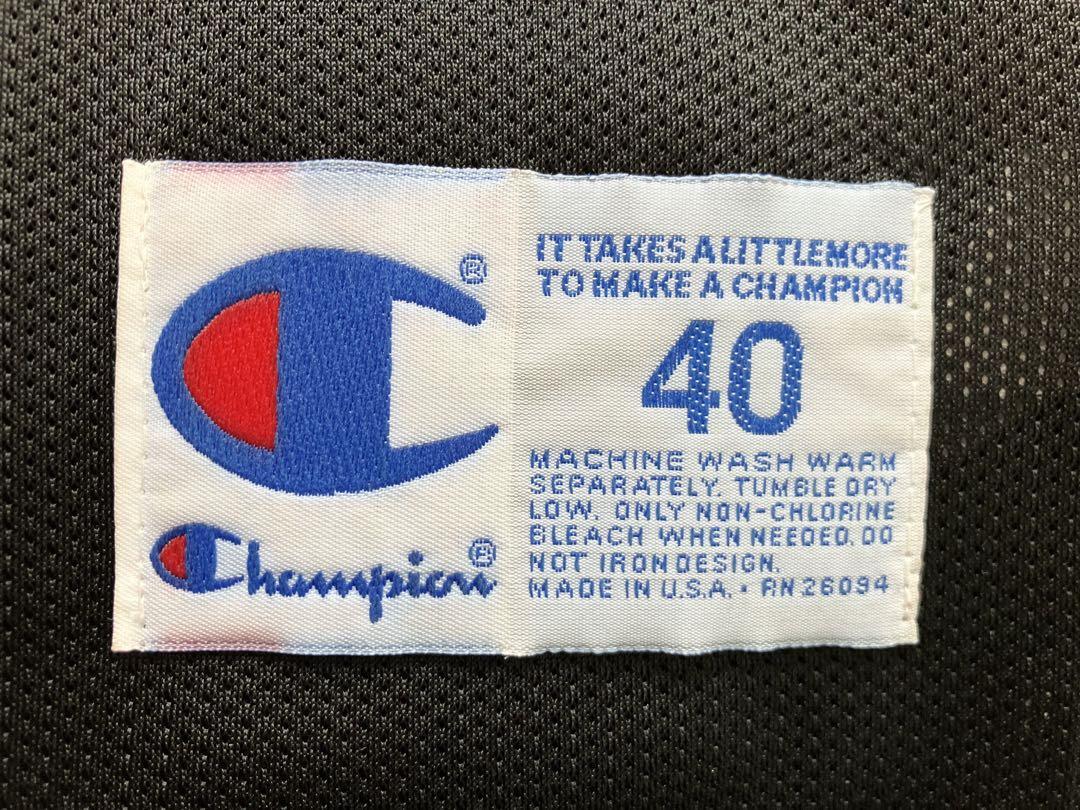 ®
Champion®
IT TAKES A LITTLE MORE
TO MAKE A CHAMPION
40
MACHINE WASH WARM
SEPARATELY. TUMBLE DRY
LOW. ONLY NON-CHLORINE
BLEACH WHEN NEEDED. DO
NOT IRON DESIGN.
MADE IN U.S.A. • RN 26094